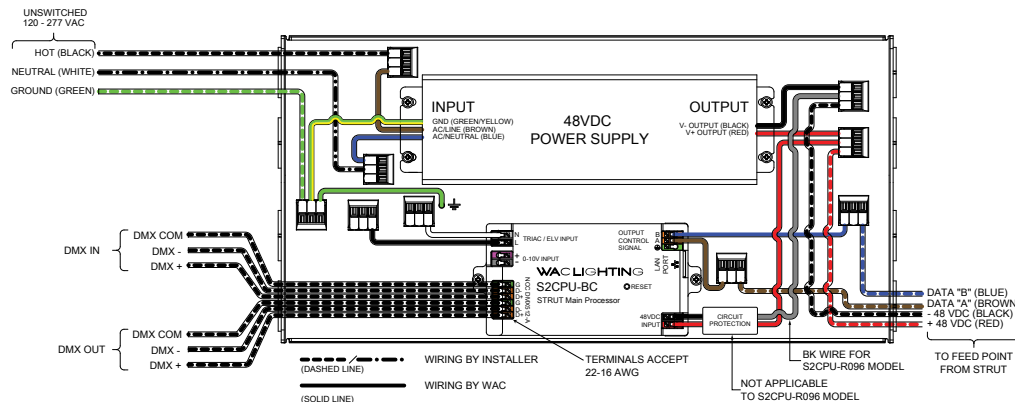 UNSWITCHED
120 - 277 VAC
HOT (BLACK)
NEUTRAL (WHITE)
GROUND (GREEN)
INPUT
GND (GREEN/YELLOW)
AC/LINE (BROWN)
AC/NEUTRAL (BLUE)
48VDC
POWER SUPPLY
OUTPUT
V- OUTPUT (BLACK)
V+ OUTPUT (RED)
DMX IN
DMX COM
DMX -
DMX +
DMX OUT
DMX COM
DMX -
DMX +
N
L
TRIAC / ELV INPUT
+
-
0-10V INPUT
OUTPUT
CONTROL
SIGNAL
B
A
LAN
PORT
WAC LIGHTING
S2CPU-BC
STRUT Main Processor
RESET
48VDC
INPUT
CIRCUIT
PROTECTION
DATA "B" (BLUE)
DATA "A" (BROWN)
- 48 VDC (BLACK)
+ 48 VDC (RED)
TO FEED POINT
FROM STRUT
BK WIRE FOR
S2CPU-R096 MODEL
NOT APPLICABLE
TO S2CPU-R096 MODEL
TERMINALS ACCEPT
22-16 AWG
WIRING BY INSTALLER
(DASHED LINE)
WIRING BY WAC
(SOLID LINE)